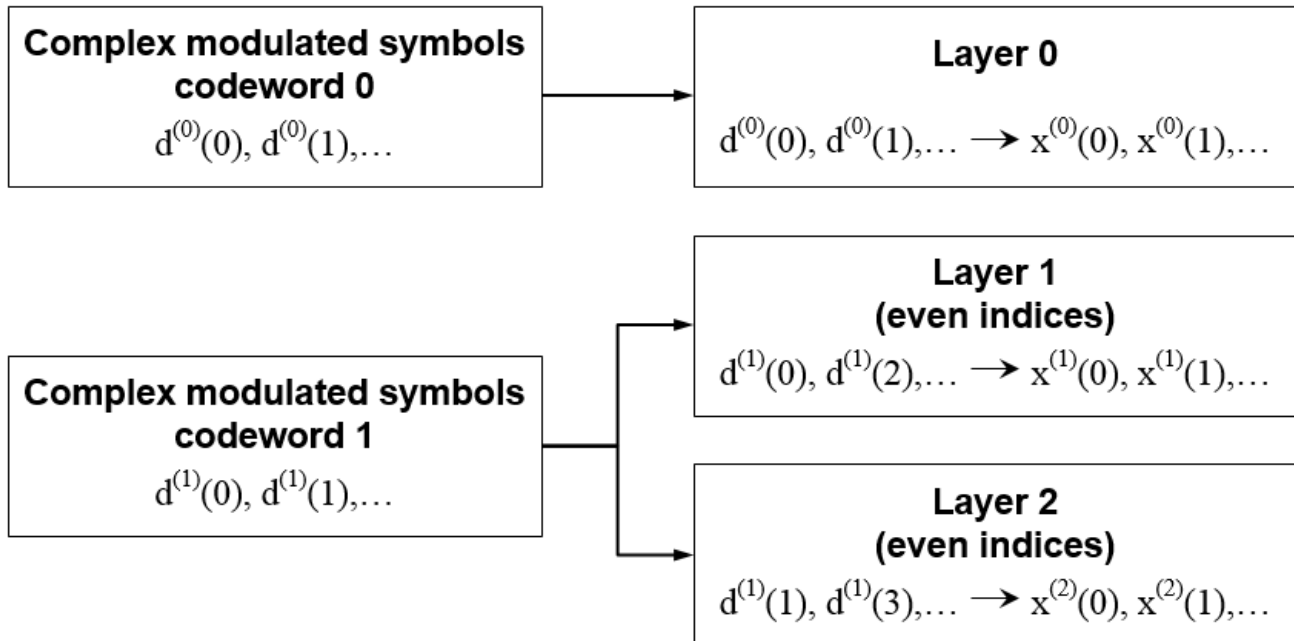 Complex modulated symbols
codeword 0
d⁽⁰⁾(0), d⁽⁰⁾(1),…
Layer 0
d⁽⁰⁾(0), d⁽⁰⁾(1),… → x⁽⁰⁾(0), x⁽⁰⁾(1),…
Layer 1
(even indices)
d⁽¹⁾(0), d⁽¹⁾(2),… → x⁽¹⁾(0), x⁽¹⁾(1),…
Complex modulated symbols
codeword 1
d⁽¹⁾(0), d⁽¹⁾(1),…
Layer 2
(even indices)
d⁽¹⁾(1), d⁽¹⁾(3),… → x⁽²⁾(0), x⁽²⁾(1),…